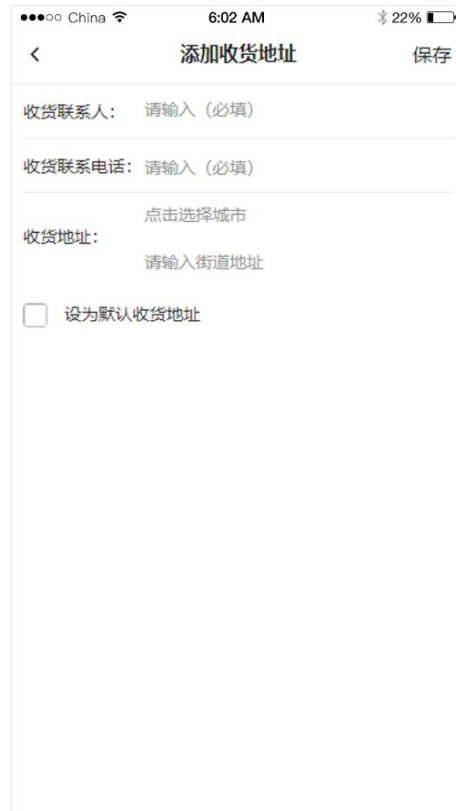 China 6:02 AM 22%
添加收货地址 保存
收货联系人： 请输入（必填）
收货联系电话： 请输入（必填）
点击选择城市
收货地址：
请输入街道地址
设为默认收货地址